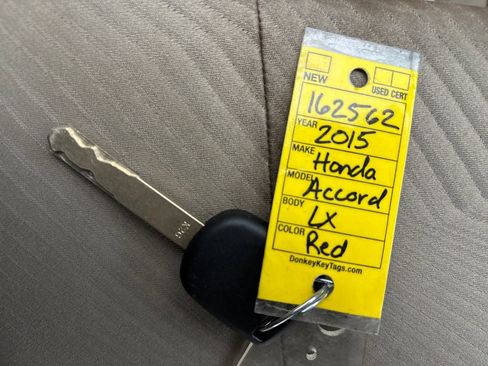 NEW
USED CERT
162562
YEAR 2015
MAKE Honda
MODEL Accord
BODY LX
COLOR Red
DonkeyKeyTags.com